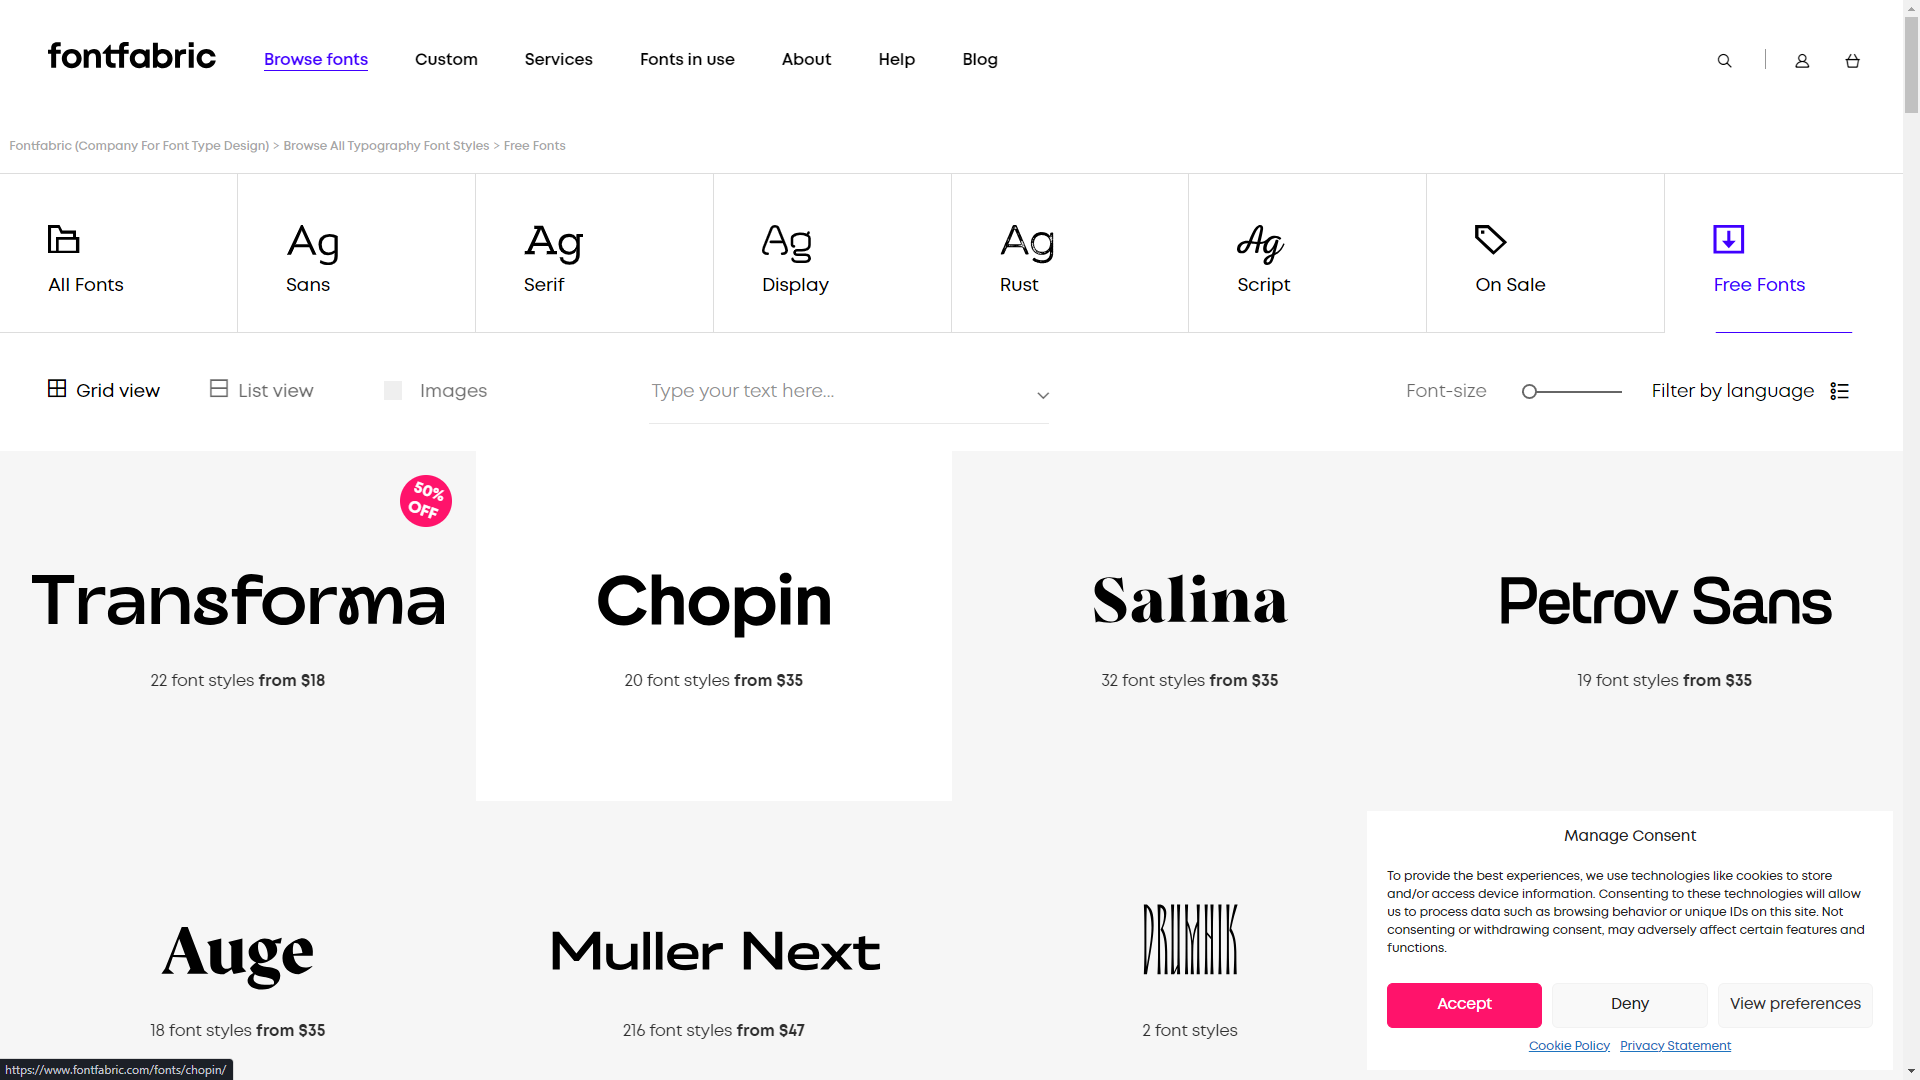 fontfabric
Browse fonts
Custom
Services
Fonts in use
About
Help
Blog
Fontfabric (Company For Font Type Design) > Browse All Typography Font Styles > Free Fonts
All Fonts
Ag
Sans
Ag
Serif
Ag
Display
Ag
Rust
Ag
Script
On Sale
Free Fonts
Grid view
List view
Images
Type your text here...
Font-size
Filter by language
50%
OFF
Transforma
22 font styles from $18
Chopin
20 font styles from $35
Salina
32 font styles from $35
Petrov Sans
19 font styles from $35
Auge
18 font styles from $35
Muller Next
216 font styles from $47
DRUMNIK
2 font styles
Manage Consent
To provide the best experiences, we use technologies like cookies to store
and/or access device information. Consenting to these technologies will allow
us to process data such as browsing behavior or unique IDs on this site. Not
consenting or withdrawing consent, may adversely affect certain features and
functions.
Accept
Deny
View preferences
Cookie Policy
Privacy Statement
https://www.fontfabric.com/fonts/chopin/